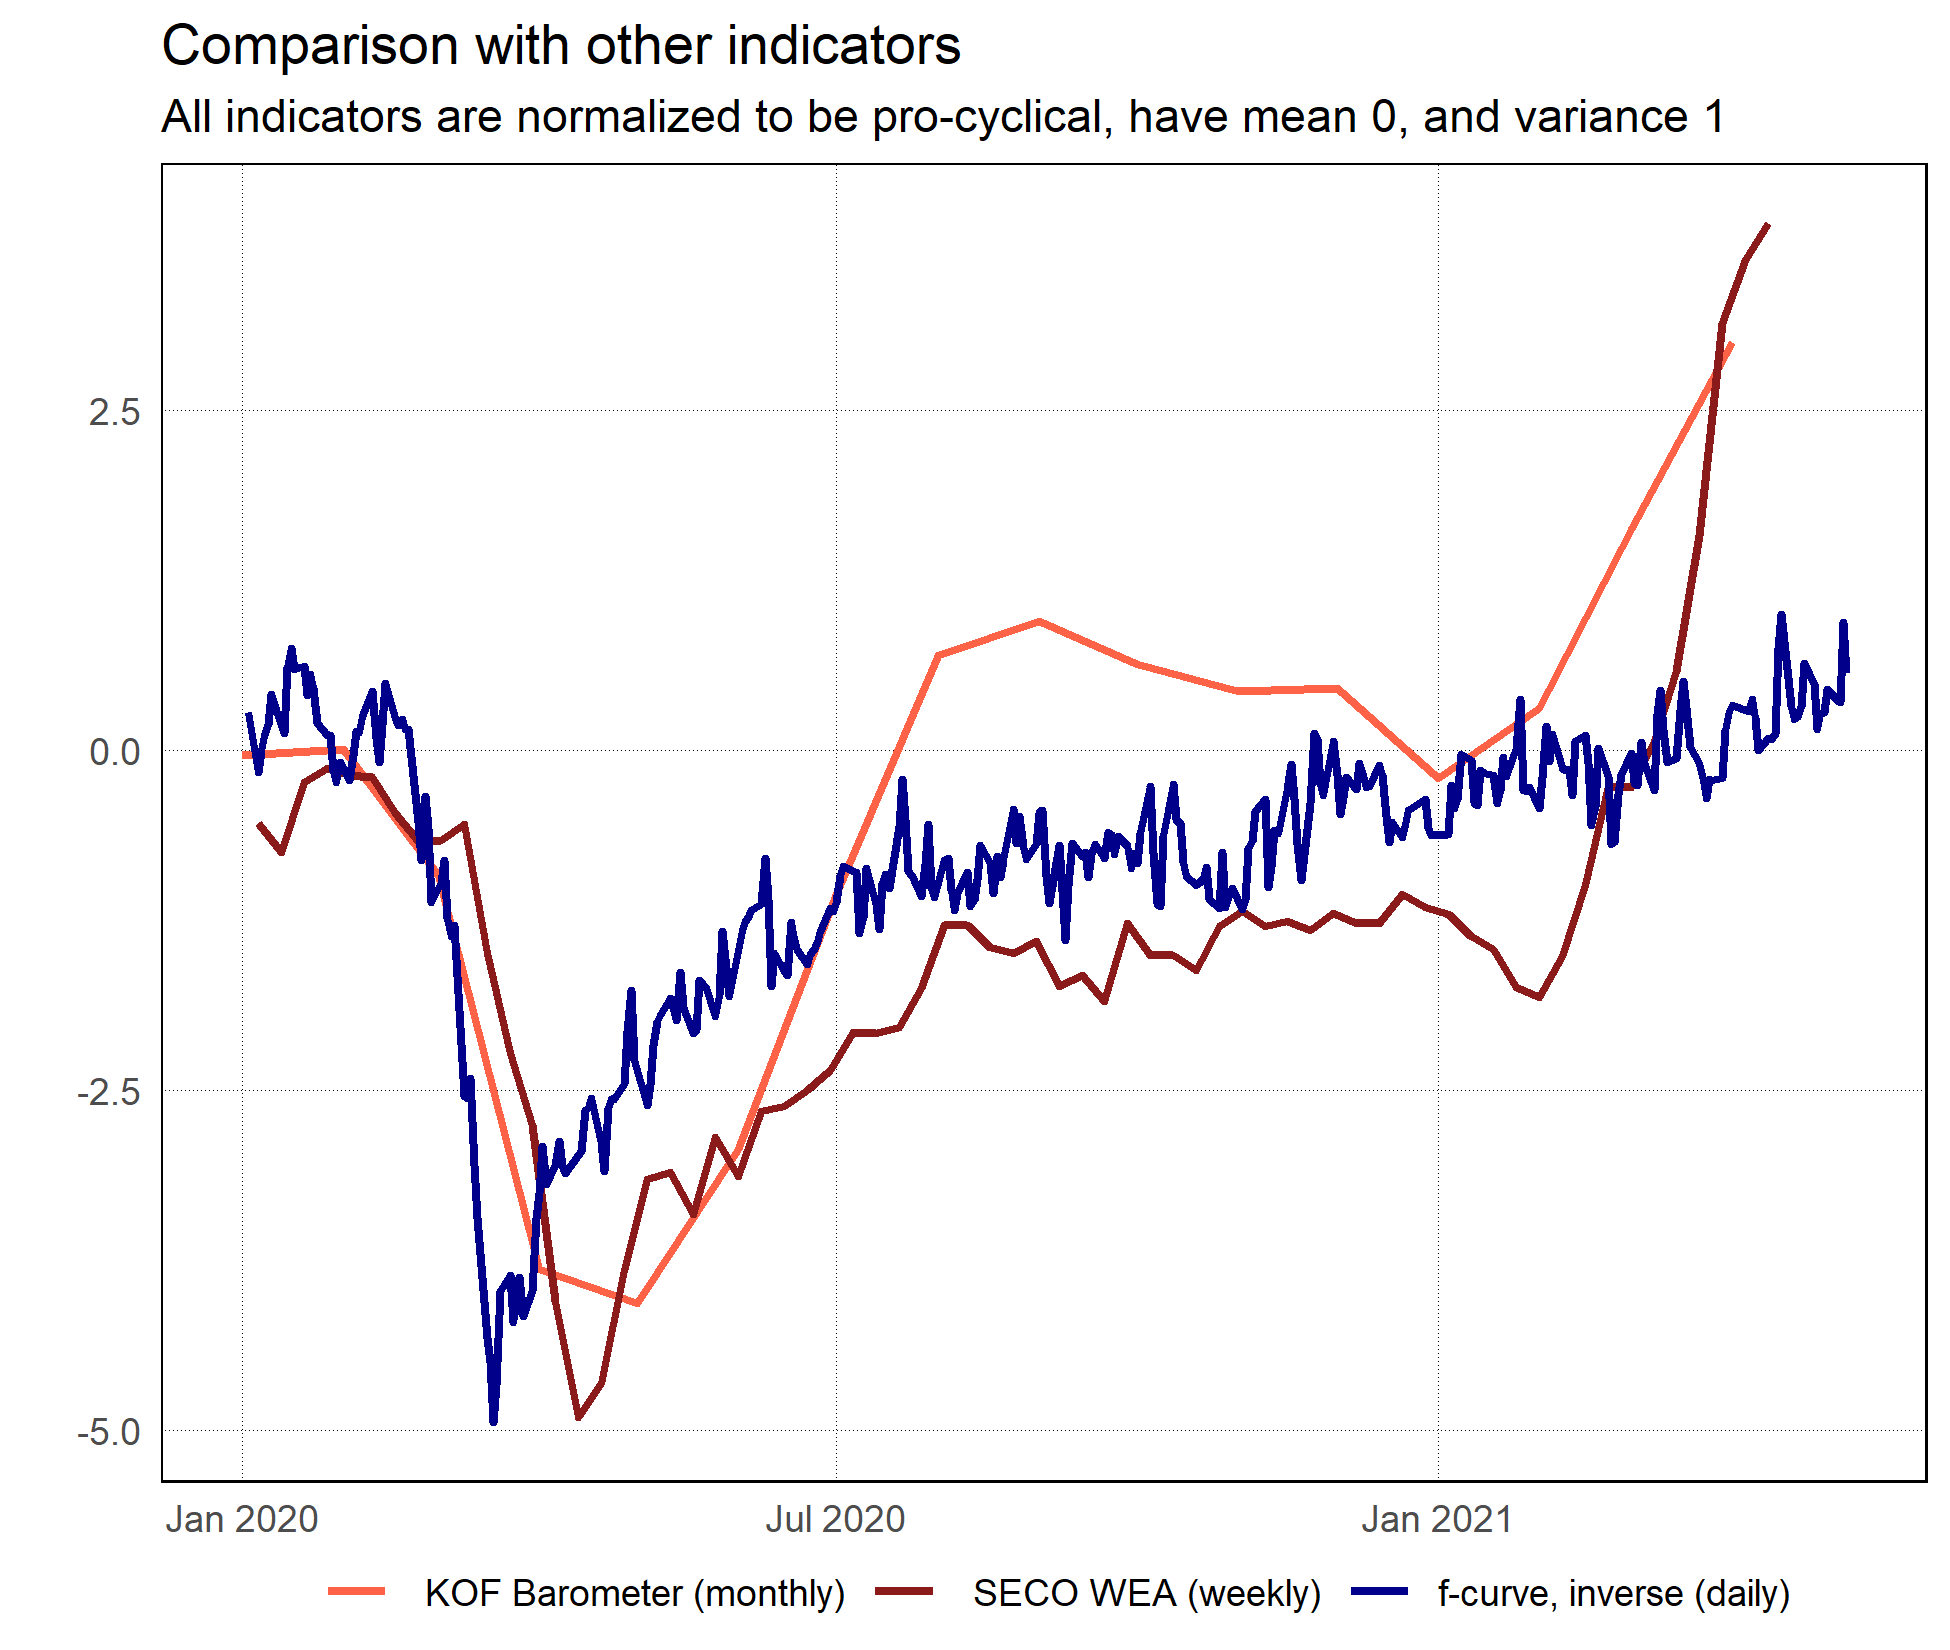 Comparison with other indicators
All indicators are normalized to be pro-cyclical, have mean 0, and variance 1
2.5
0.0
-2.5
-5.0
Jan 2020 Jul 2020 Jan 2021
KOF Barometer (monthly) SECO WEA (weekly) f-curve, inverse (daily)